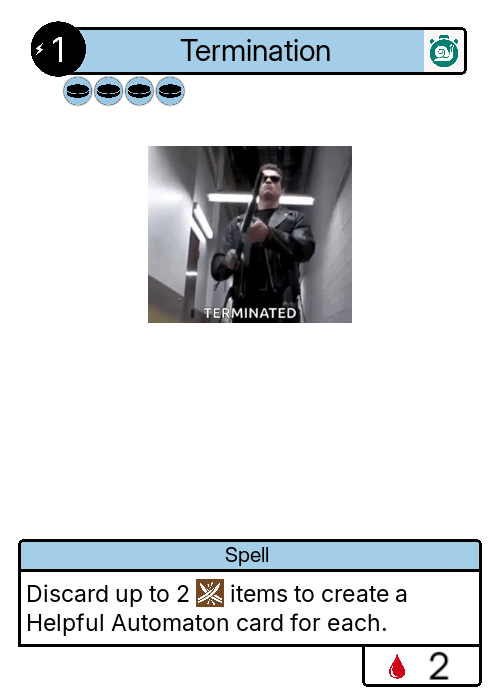 1 Termination
TERMINATED
Spell
Discard up to 2 items to create a
Helpful Automaton card for each.
2